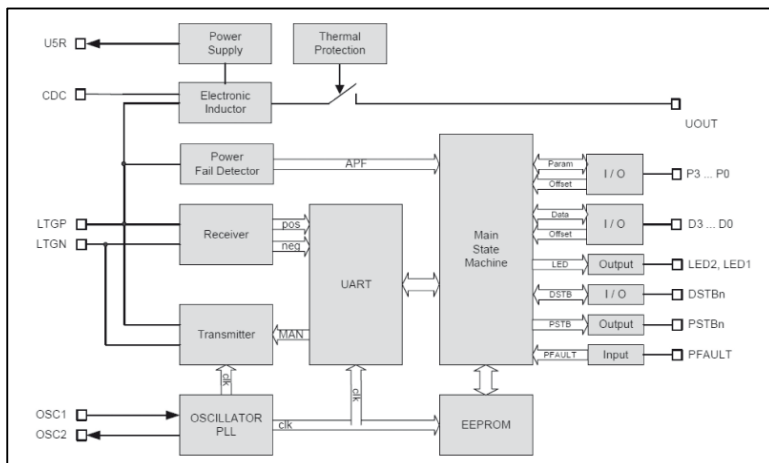 U5R
Power
Supply
Thermal
Protection
CDC
Electronic
Inductor
UOUT
Power
Fail Detector
APF
Main
State
Machine
Param
Offset
I / O
P3 ... P0
LTGP
LTGN
Receiver
pos
neg
UART
Data
Offset
I / O
D3 ... D0
LED
Output
LED2, LED1
DSTB
I / O
DSTBn
Transmitter
MAN
PSTB
Output
PSTBn
PFAULT
Input
PFAULT
clk
clk
OSC1
OSC2
OSCILLATOR
PLL
clk
EEPROM